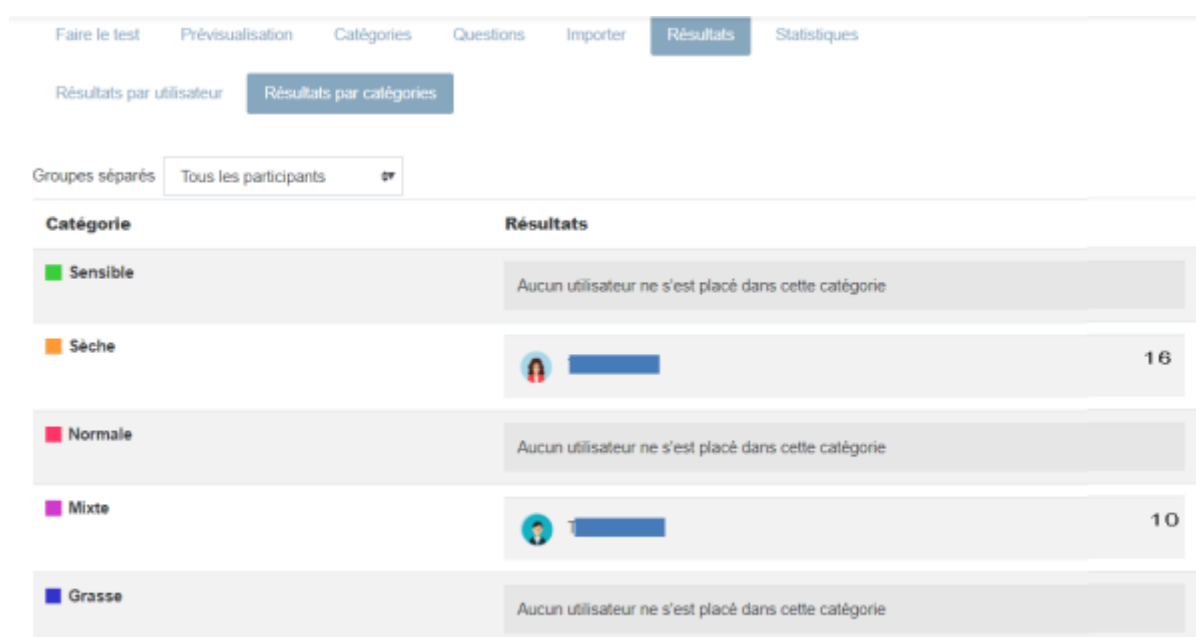 Faire le test Prévisualisation Catégories Questions Importer Résultats Statistiques
Résultats par utilisateur Résultats par catégories
Groupes séparés Tous les participants
Catégorie Résultats
Sensible Aucun utilisateur ne s'est placé dans cette catégorie
Sèche 16
Normale Aucun utilisateur ne s'est placé dans cette catégorie
Mixte 10
Grasse Aucun utilisateur ne s'est placé dans cette catégorie